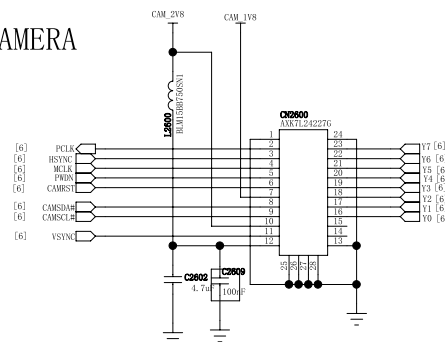 CAM_2V8
CAM_1V8
AMERA
L2600
BLM15BB750SN1
CN2600
AXK7L24227G
1 24
[6] PCLK 2 23 Y7 [6]
[6] HSYNC 3 22 Y6 [6]
[6] MCLK 4 21 Y5 [6
[6] PWDN 5 20 Y4 [6
[6] CAMRST 6 19 Y3 [6
7 18 Y2 [6
[6] CAMSDA# 8 17 Y1 [6
[6] CAMSCL# 9 16 Y0 [6
10 15
[6] VSYNC 11 14
12 13
25 26 27 28
C2602
4.7uF
C2609
100nF